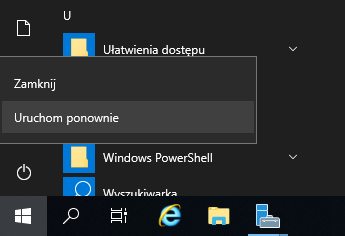 U
Ułatwienia dostępu
Zamknij
Uruchom ponownie
Windows PowerShell
Wyszukiwarka